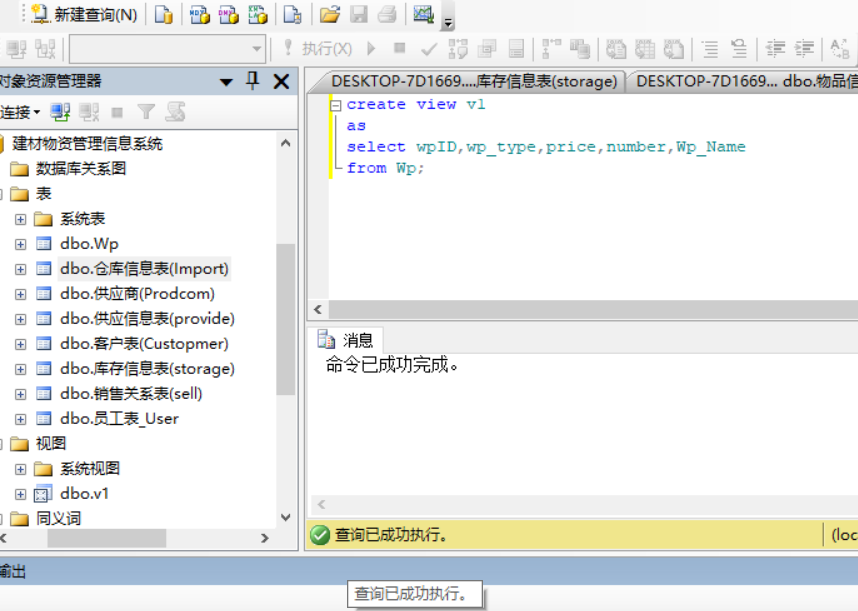 新建查询(N)
执行(X)
对象资源管理器
DESKTOP-7D1669....库存信息表(storage)
DESKTOP-7D1669... dbo.物品信
连接
create view v1
as
select wpID,wp_type,price,number,Wp_Name
from Wp;
建材物资管理信息系统
数据库关系图
表
系统表
dbo.Wp
dbo.仓库信息表(Import)
dbo.供应商(Prodcom)
dbo.供应信息表(provide)
dbo.客户表(Custopmer)
dbo.库存信息表(storage)
dbo.销售关系表(sell)
dbo.员工表_User
视图
系统视图
dbo.v1
同义词
消息
命令已成功完成。
查询已成功执行。
(loc
输出
查询已成功执行。